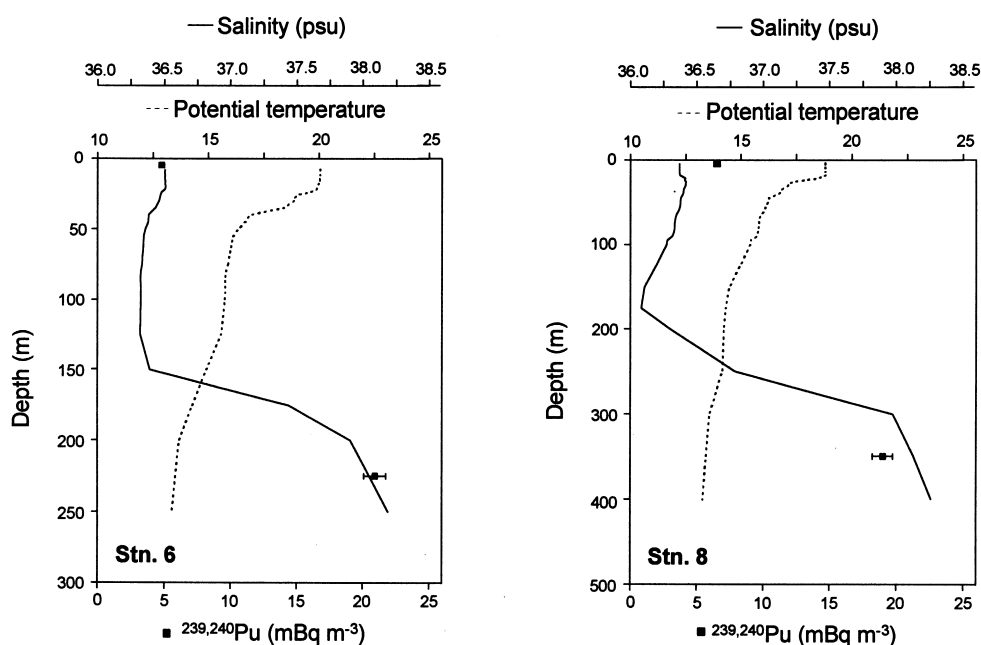 Salinity (psu)
36.0 36.5 37.0 37.5 38.0 38.5
Potential temperature
10 15 20 25
0
50
100
150
200
250
300
Depth (m)
Stn. 6
0 5 10 15 20 25
239,240Pu (mBq m-3)
Salinity (psu)
36.0 36.5 37.0 37.5 38.0 38.5
Potential temperature
10 15 20 25
0
100
200
300
400
500
Depth (m)
Stn. 8
0 5 10 15 20 25
239,240Pu (mBq m-3)